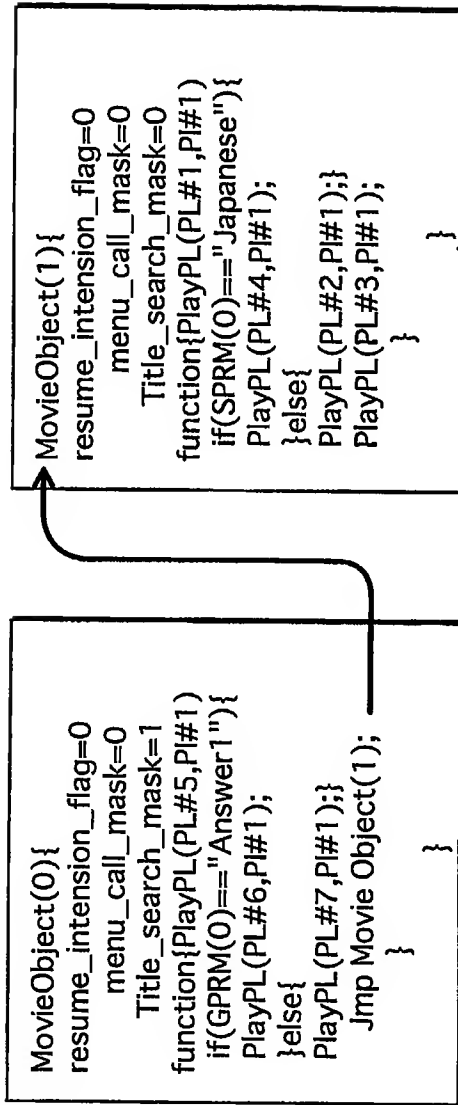 MovieObject(0){
resume_intension_flag=0
menu_call_mask=0
Title_search_mask=1
function{PlayPL(PL#5,PI#1)
if(GPRM(0)=="Answer1"){
PlayPL(PL#6,PI#1);
}else{
PlayPL(PL#7,PI#1);}
Jmp Movie Object(1);
}
}
MovieObject(1){
resume_intension_flag=0
menu_call_mask=0
Title_search_mask=0
function{PlayPL(PL#1,PI#1)
if(SPRM(0)=="Japanese"){
PlayPL(PL#4,PI#1);
}else{
PlayPL(PL#2,PI#1);}
PlayPL(PL#3,PI#1);
}
}